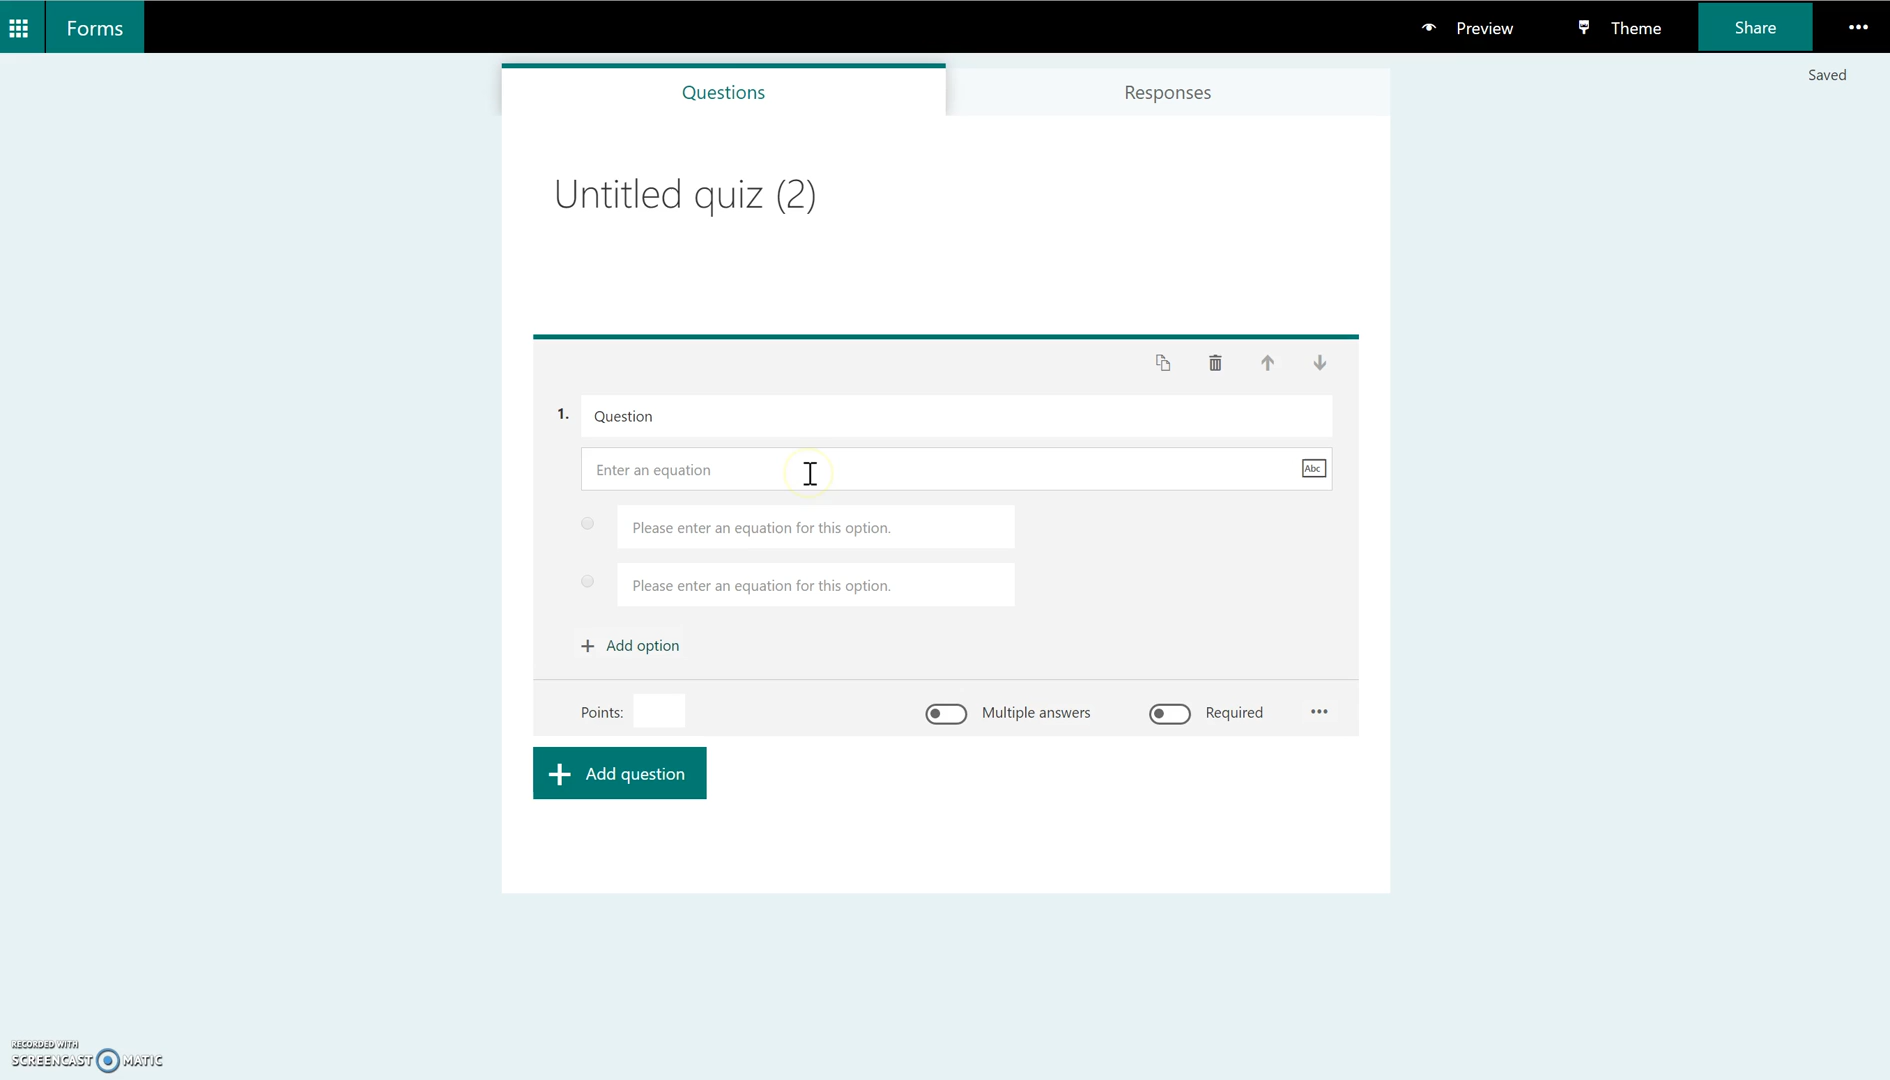 Forms
Preview
Theme
Share
Saved
Questions
Responses
Untitled quiz (2)
1.
Question
Enter an equation
Abc
Please enter an equation for this option.
Please enter an equation for this option.
Add option
Points:
Multiple answers
Required
Add question
RECORDED WITH
SCREENCAST MATIC